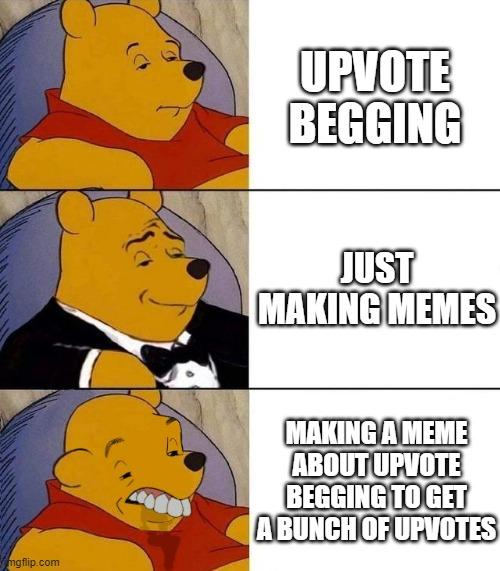 UPVOTE
BEGGING
JUST
MAKING MEMES
MAKING A MEME
ABOUT UPVOTE
BEGGING TO GET
A BUNCH OF UPVOTES
imgflip.com